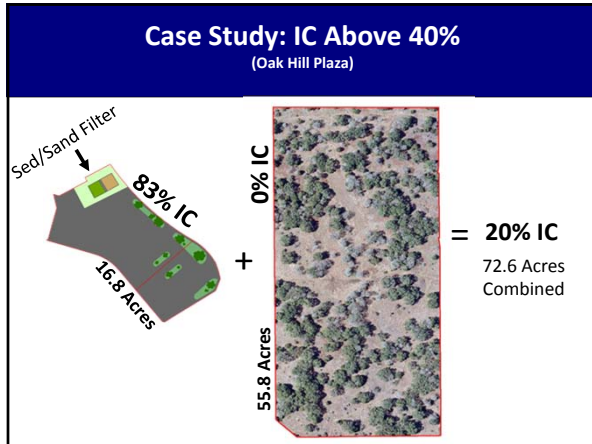 Case Study: IC Above 40%
(Oak Hill Plaza)
Sed/Sand Filter
83% IC
16.8 Acres
+
0% IC
55.8 Acres
= 20% IC
72.6 Acres
Combined